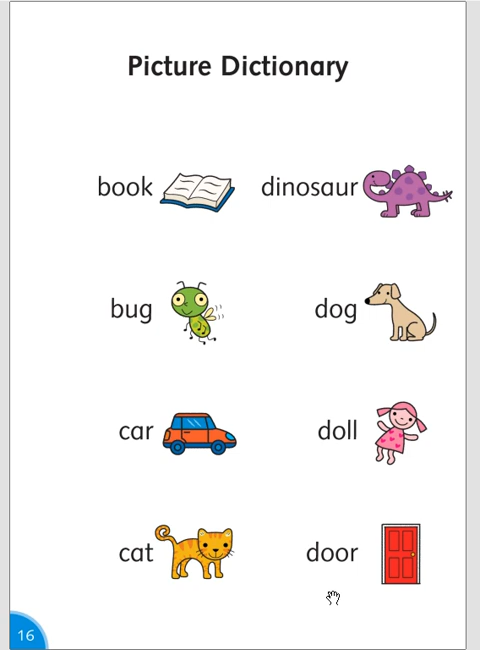 Picture Dictionary
book
dinosaur
bug
dog
car
doll
cat
door
16